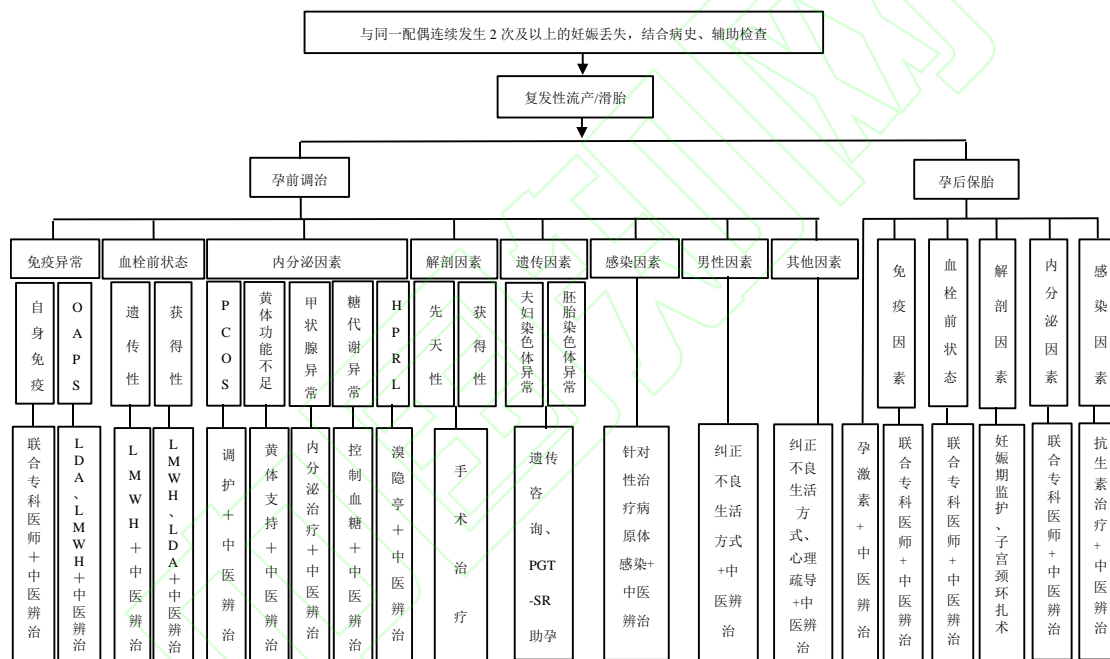 与同一配偶连续发生 2 次及以上的妊娠丢失，结合病史、辅助检查
复发性流产/滑胎
孕前调治
孕后保胎
免疫异常
血栓前状态
内分泌因素
解剖因素
遗传因素
感染因素
男性因素
其他因素
自身免疫
OAPS
遗传性
获得性
PCOS
黄体功能不足
甲状腺异常
糖代谢异常
HPRL
先天性
获得性
夫妇染色体异常
胚胎染色体异常
免疫因素
血栓前状态
解剖因素
内分泌因素
感染因素
联合专科医师+中医辨治
LDA、LMWH+中医辨治
LMWH+中医辨治
LMWH、LDA+中医辨治
调护+中医辨治
黄体支持+中医辨治
内分泌治疗+中医辨治
控制血糖+中医辨治
溴隐亭+中医辨治
手术治疗
遗传
咨询、
PGT
-SR
助孕
针对
性治
疗病
原体
感染+
中医
辨治
纠正
不良
生活
方式
+中
医辨
治
纠正
不良
生活
方
式、
心理
疏导
+中
医辨
治
孕激素+中医辨治
联合专科医师+中医辨治
联合专科医师+中医辨治
妊娠期监护、子宫颈环扎术
联合专科医师+中医辨治
抗生素治疗+中医辨治